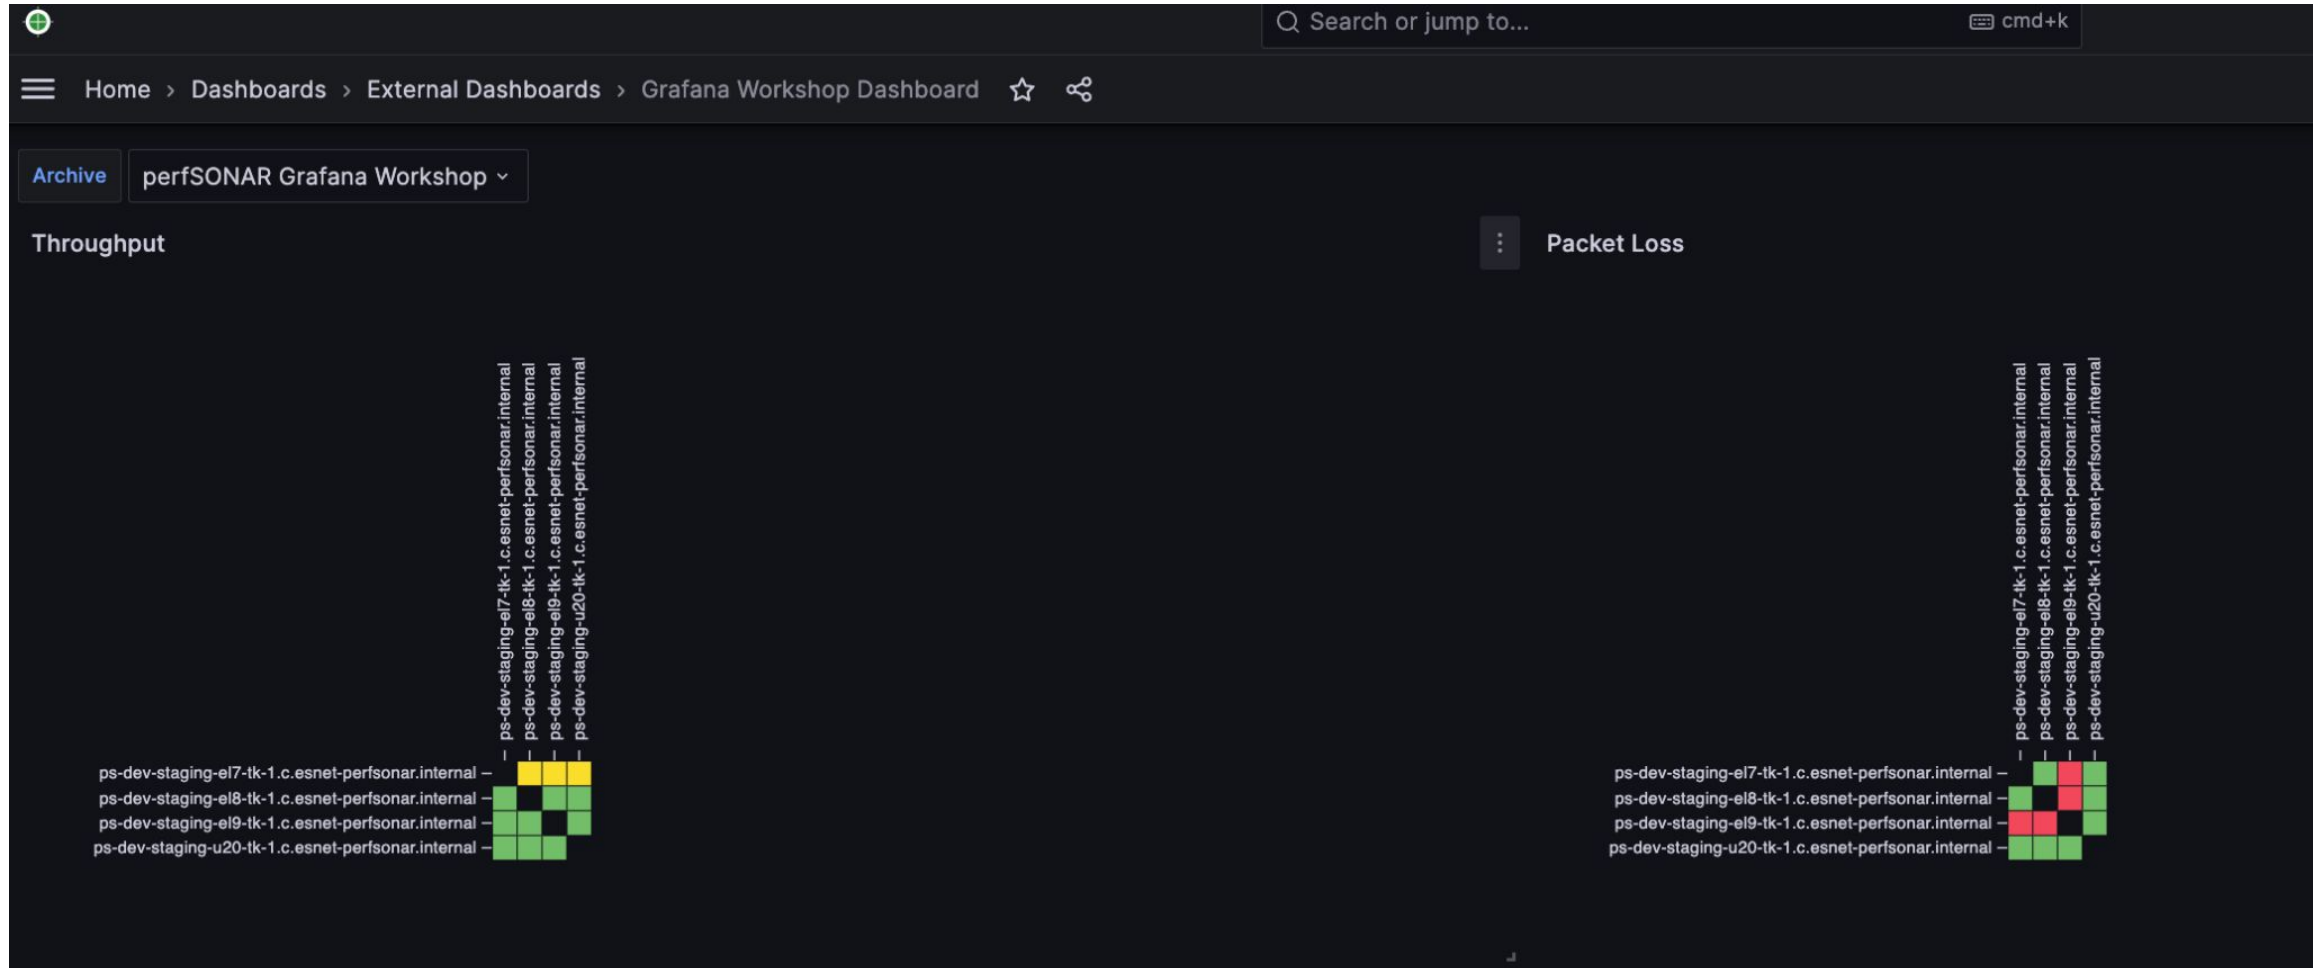 Search or jump to...
cmd+k
Home > Dashboards > External Dashboards > Grafana Workshop Dashboard
Archive
perfSONAR Grafana Workshop
Throughput
ps-dev-staging-el7-tk-1.c.esnet-perfsonar.internal
ps-dev-staging-el8-tk-1.c.esnet-perfsonar.internal
ps-dev-staging-el9-tk-1.c.esnet-perfsonar.internal
ps-dev-staging-u20-tk-1.c.esnet-perfsonar.internal
ps-dev-staging-el7-tk-1.c.esnet-perfsonar.internal
ps-dev-staging-el8-tk-1.c.esnet-perfsonar.internal
ps-dev-staging-el9-tk-1.c.esnet-perfsonar.internal
ps-dev-staging-u20-tk-1.c.esnet-perfsonar.internal
Packet Loss
ps-dev-staging-el7-tk-1.c.esnet-perfsonar.internal
ps-dev-staging-el8-tk-1.c.esnet-perfsonar.internal
ps-dev-staging-el9-tk-1.c.esnet-perfsonar.internal
ps-dev-staging-u20-tk-1.c.esnet-perfsonar.internal
ps-dev-staging-el7-tk-1.c.esnet-perfsonar.internal
ps-dev-staging-el8-tk-1.c.esnet-perfsonar.internal
ps-dev-staging-el9-tk-1.c.esnet-perfsonar.internal
ps-dev-staging-u20-tk-1.c.esnet-perfsonar.internal